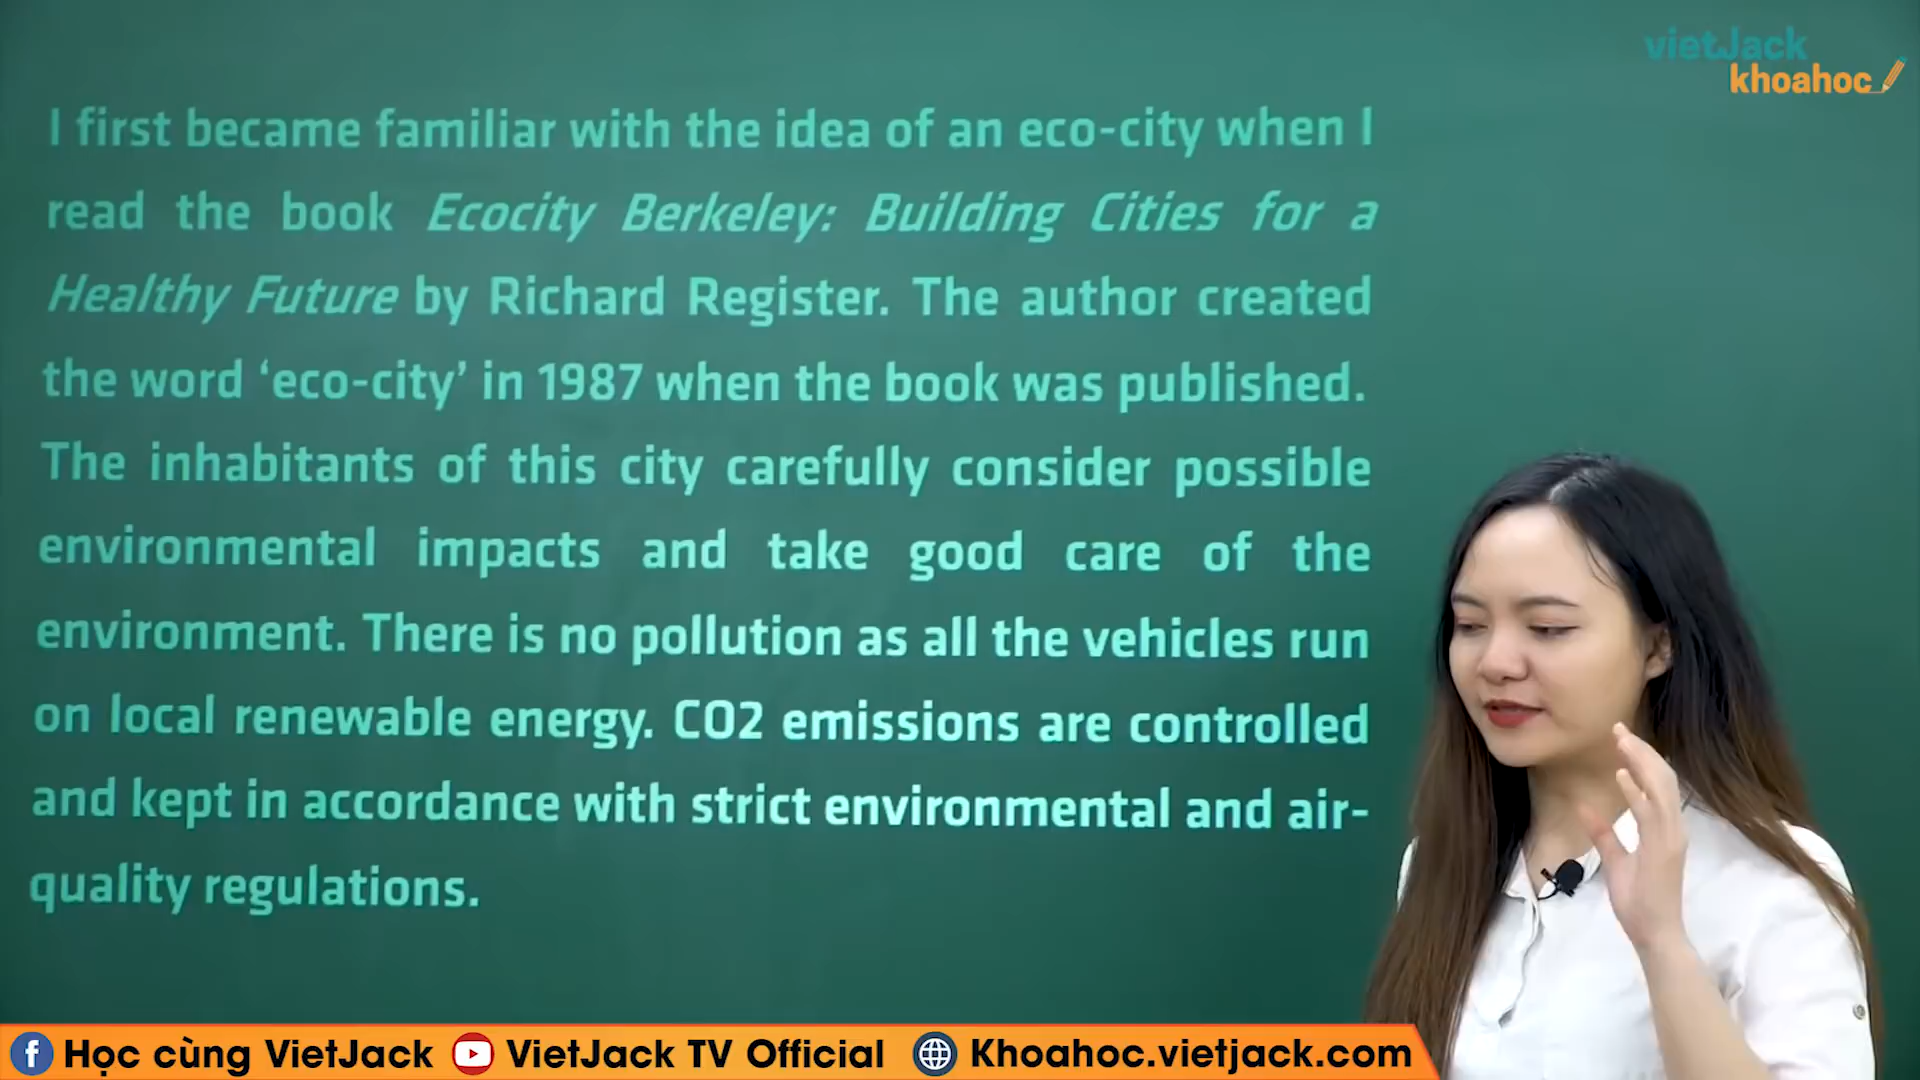 vietJack
khoahoc
I first became familiar with the idea of an eco-city when I
read the book Ecocity Berkeley: Building Cities for a
Healthy Future by Richard Register. The author created
the word ‘eco-city’ in 1987 when the book was published.
The inhabitants of this city carefully consider possible
environmental impacts and take good care of the
environment. There is no pollution as all the vehicles run
on local renewable energy. CO2 emissions are controlled
and kept in accordance with strict environmental and air-
quality regulations.
Học cùng VietJack VietJack TV Official Khoahoc.vietjack.com